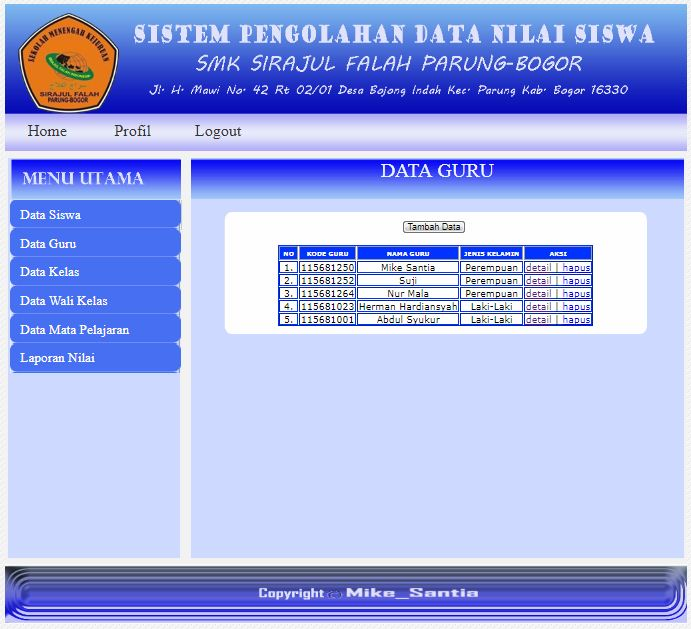 SEKOLAH MENENGAH KEJURUAN
SIRAJUL FALAH
PARUNG-BOGOR
SISTEM PENGOLAHAN DATA NILAI SISWA
SMK SIRAJUL FALAH PARUNG-BOGOR
Jl. H. Mawi No. 42 Rt 02/01 Desa Bojong Indah Kec. Parung Kab. Bogor 16330
Home Profil Logout
MENU UTAMA
Data Siswa
Data Guru
Data Kelas
Data Wali Kelas
Data Mata Pelajaran
Laporan Nilai
DATA GURU
Tambah Data
NO KODE GURU NAMA GURU JENIS KELAMIN AKSI
1. 115681250 Mike Santia Perempuan detail | hapus
2. 115681252 Suji Perempuan detail | hapus
3. 115681264 Nur Mala Perempuan detail | hapus
4. 115681023 Herman Hardiansyah Laki-Laki detail | hapus
5. 115681001 Abdul Syukur Laki-Laki detail | hapus
Copyright © Mike_Santia